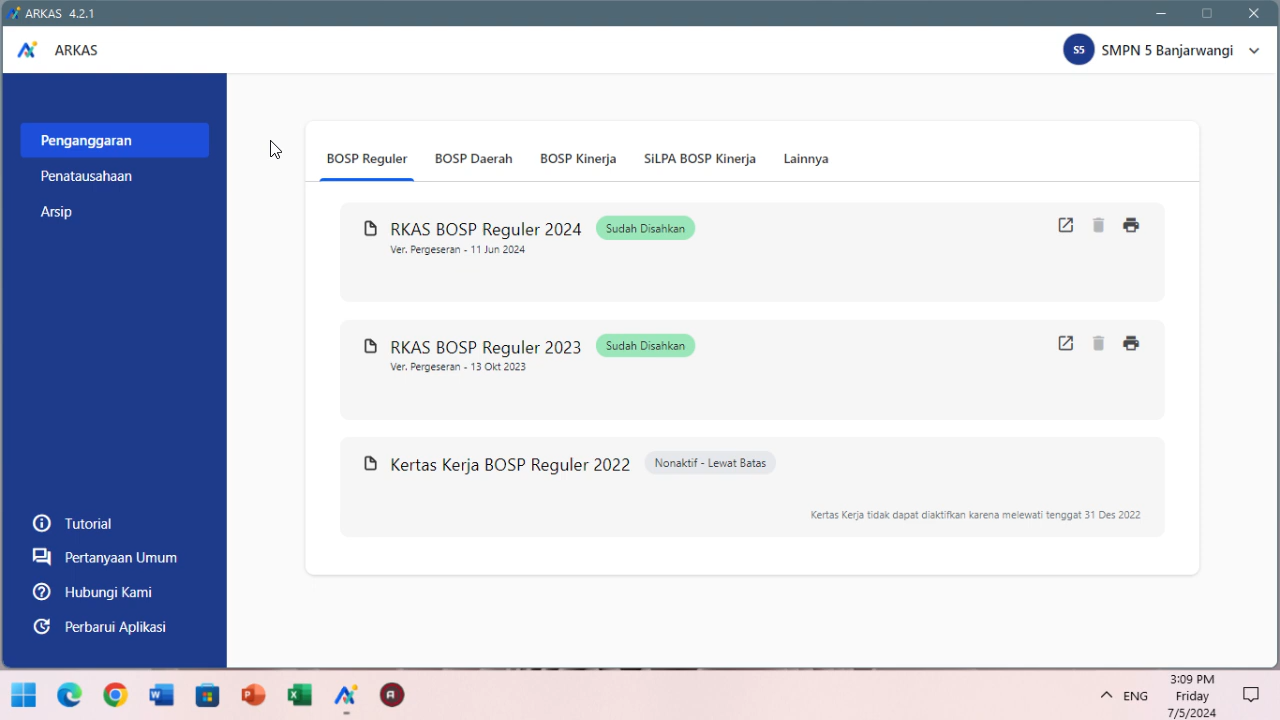 ARKAS 4.2.1
ARKAS
S5 SMPN 5 Banjarwangi
Penganggaran
Penatausahaan
Arsip
BOSP Reguler BOSP Daerah BOSP Kinerja SiLPA BOSP Kinerja Lainnya
RKAS BOSP Reguler 2024 Sudah Disahkan
Ver. Pergeseran - 11 Jun 2024
RKAS BOSP Reguler 2023 Sudah Disahkan
Ver. Pergeseran - 13 Okt 2023
Kertas Kerja BOSP Reguler 2022 Nonaktif - Lewat Batas
Kertas Kerja tidak dapat diaktifkan karena melewati tenggat 31 Des 2022
Tutorial
Pertanyaan Umum
Hubungi Kami
Perbarui Aplikasi
ENG
3:09 PM
Friday
7/5/2024